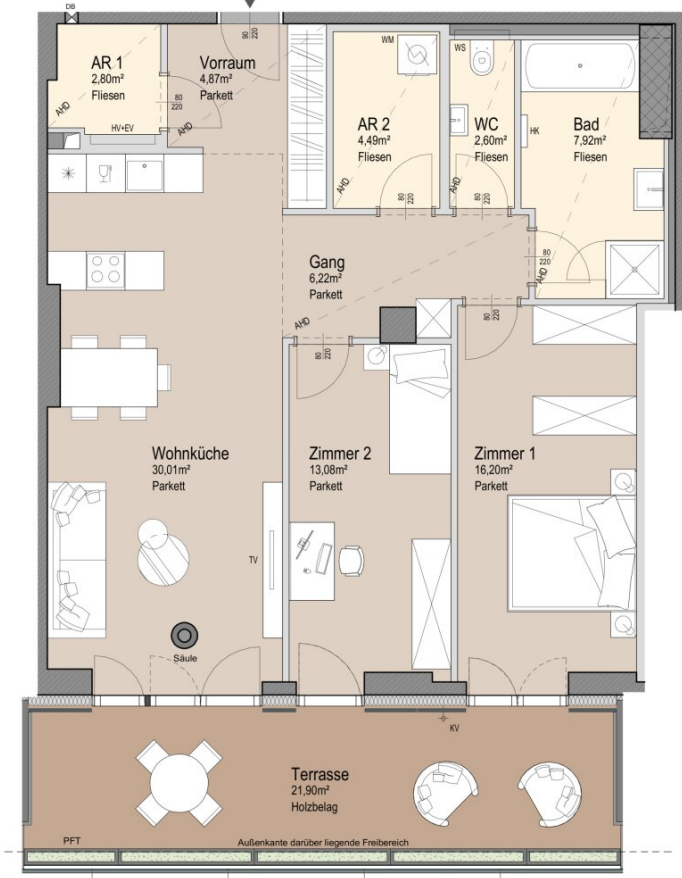 DB
AR 1
2,80m²
Fliesen
AHD
HV+EV
80
220
Vorraum
4,87m²
Parkett
AHD
90
220
WM
AR 2
4,49m²
Fliesen
AHD
80
220
WS
WC
2,60m²
Fliesen
AHD
80
220
HK
Bad
7,92m²
Fliesen
AHD
80
220
Gang
6,22m²
Parkett
AHD
80
220
80
220
Wohnküche
30,01m²
Parkett
TV
Säule
Zimmer 2
13,08m²
Parkett
Zimmer 1
16,20m²
Parkett
KV
Terrasse
21,90m²
Holzbelag
PFT
Außenkante darüber liegende Freibereich